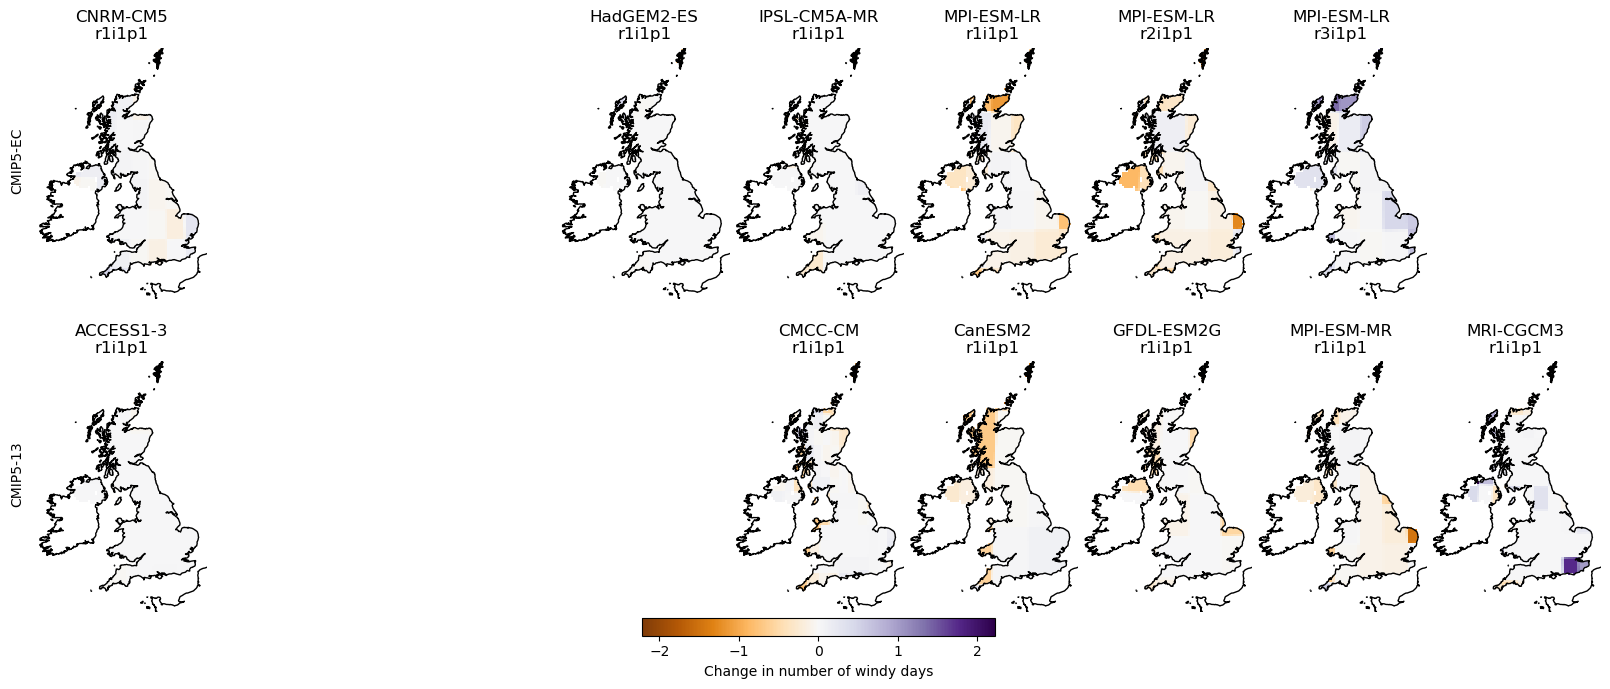 CNRM-CM5
r1i1p1
HadGEM2-ES
r1i1p1
IPSL-CM5A-MR
r1i1p1
MPI-ESM-LR
r1i1p1
MPI-ESM-LR
r2i1p1
MPI-ESM-LR
r3i1p1
CMIP5-EC
ACCESS1-3
r1i1p1
CMCC-CM
r1i1p1
CanESM2
r1i1p1
GFDL-ESM2G
r1i1p1
MPI-ESM-MR
r1i1p1
MRI-CGCM3
r1i1p1
CMIP5-13
−2 −1 0 1 2
Change in number of windy days